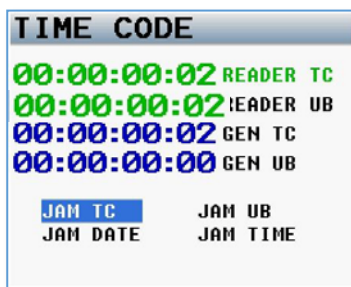 TIME CODE
00:00:00:02 READER TC
00:00:00:02 READER UB
00:00:00:02 GEN TC
00:00:00:00 GEN UB
JAM TC JAM UB
JAM DATE JAM TIME